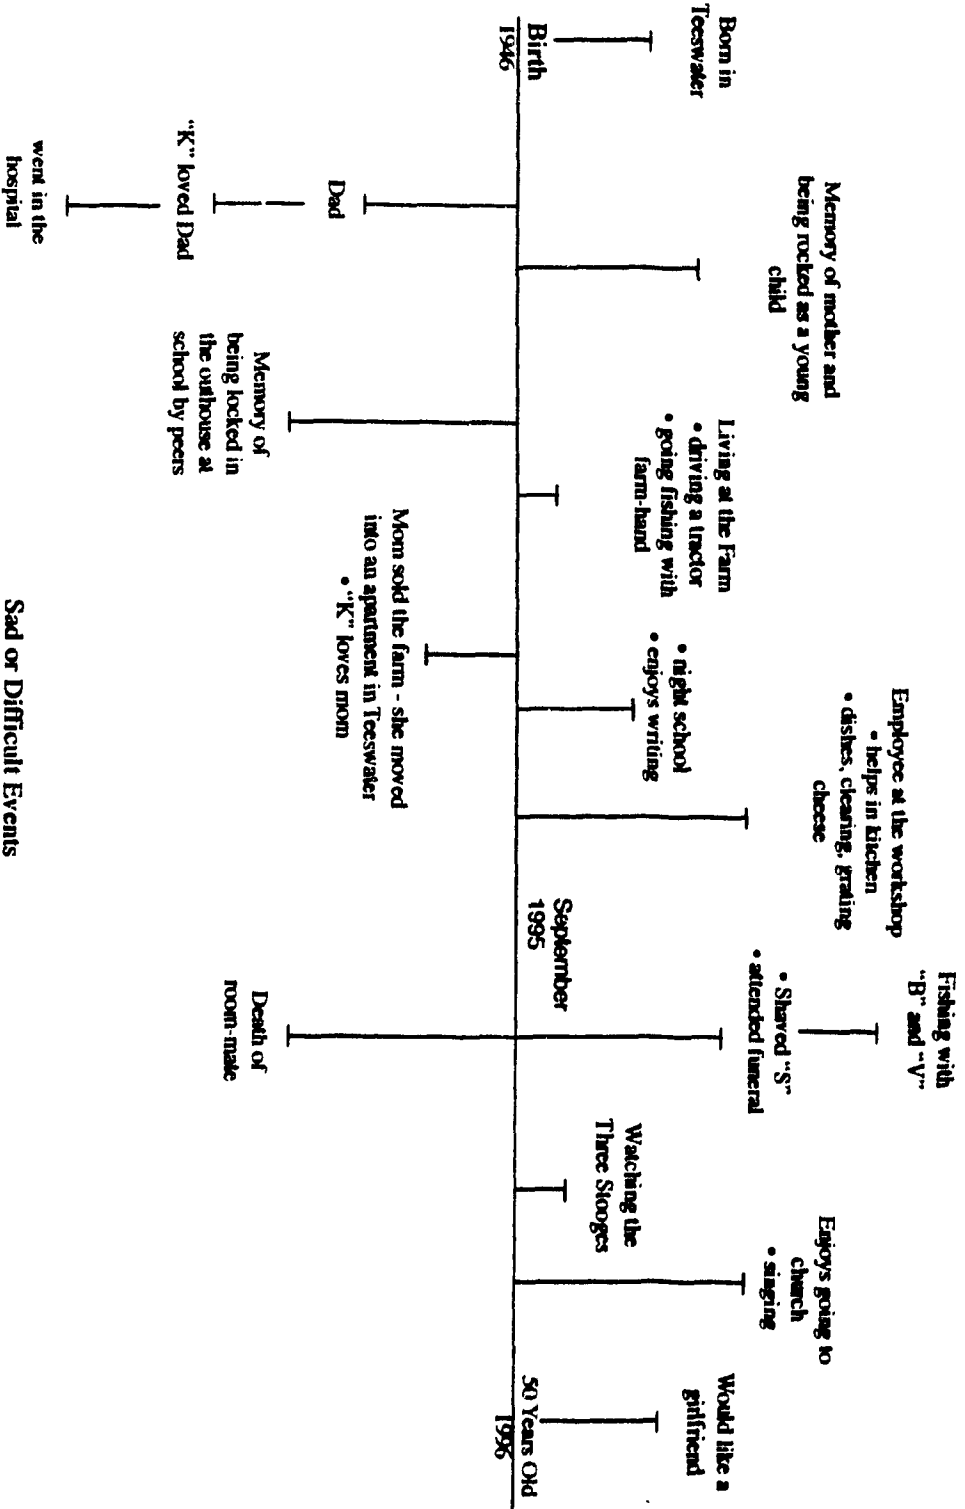 Born in
Teeswater
Birth
1946
Memory of mother and
being rocked as a young
child
Dad
"K" loved Dad
went in the
hospital
Memory of
being locked in
the outhouse at
school by peers
Living at the Farm
• driving a tractor
• going fishing with
farm-hand
Mom sold the farm - she moved
into an apartment in Teeswater
• "K" loves mom
• night school
• enjoys writing
Employee at the workshop
• helps in kitchen
• dishes, clearing, grating
cheese
September
1995
Fishing with
"B" and "V"
• Shaved "S"
• attended funeral
Death of
room-mate
Watching the
Three Stooges
Enjoys going to
church
• singing
Would like a
girlfriend
50 Years Old
1996
Sad or Difficult Events